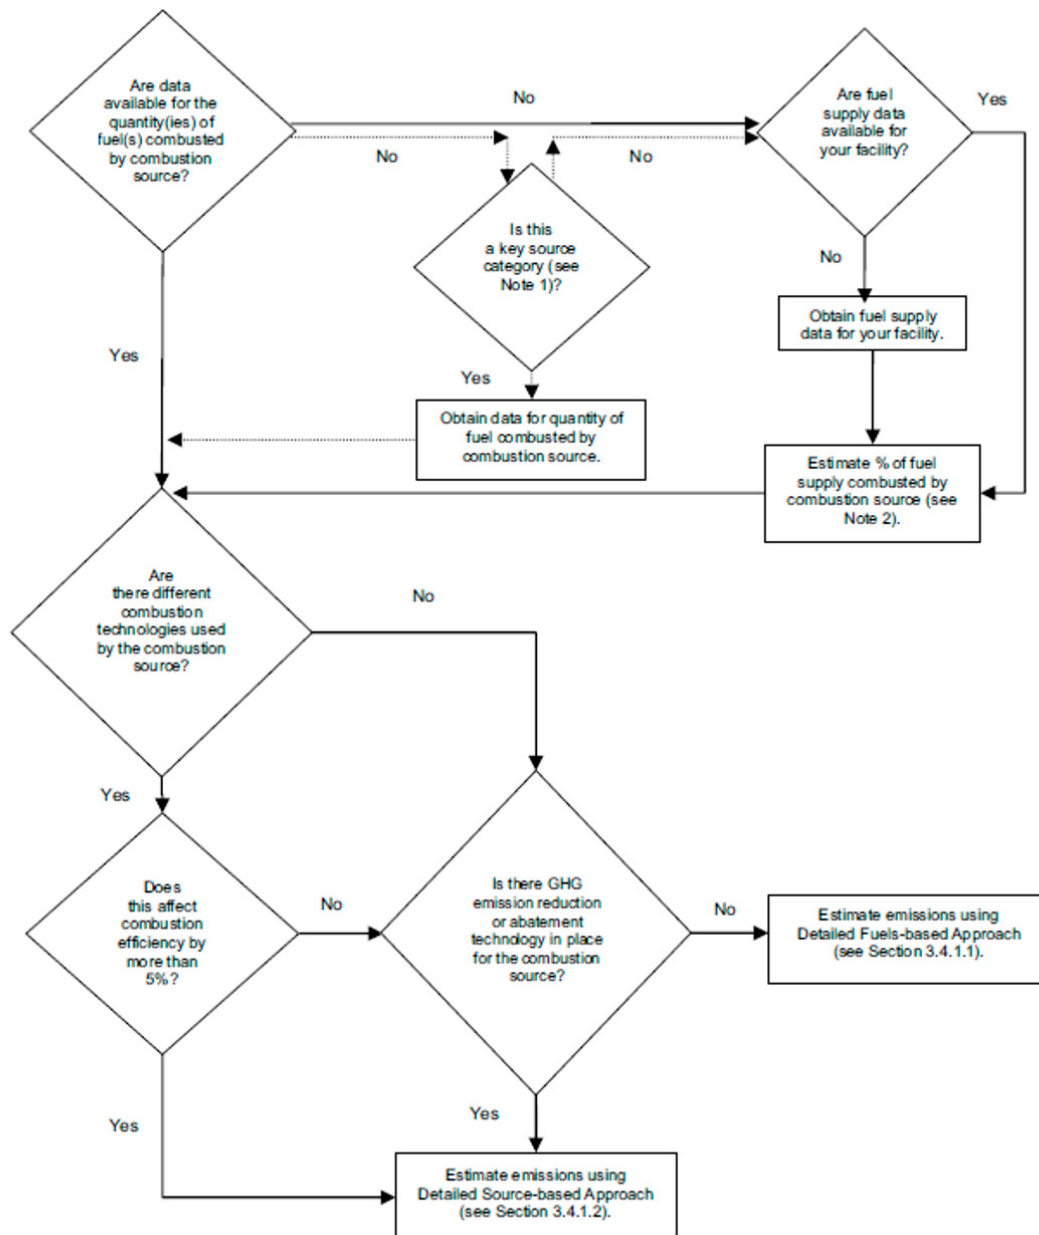 Are data
available for the
quantity(ies) of
fuel(s) combusted
by combustion
source?
No
No
Is this
a key source
category (see
Note 1)?
No
Are fuel
supply data
available for
your facility?
Yes
No
Obtain fuel supply
data for your facility.
Yes
Yes
Obtain data for quantity of
fuel combusted by
combustion source.
Estimate % of fuel
supply combusted by
combustion source (see
Note 2).
Are
there different
combustion
technologies used
by the combustion
source?
No
Yes
Does
this affect
combustion
efficiency by
more than
5%?
No
Is there GHG
emission reduction
or abatement
technology in place
for the combustion
source?
No
Estimate emissions using
Detailed Fuels-based Approach
(see Section 3.4.1.1).
Yes
Yes
Estimate emissions using
Detailed Source-based Approach
(see Section 3.4.1.2).